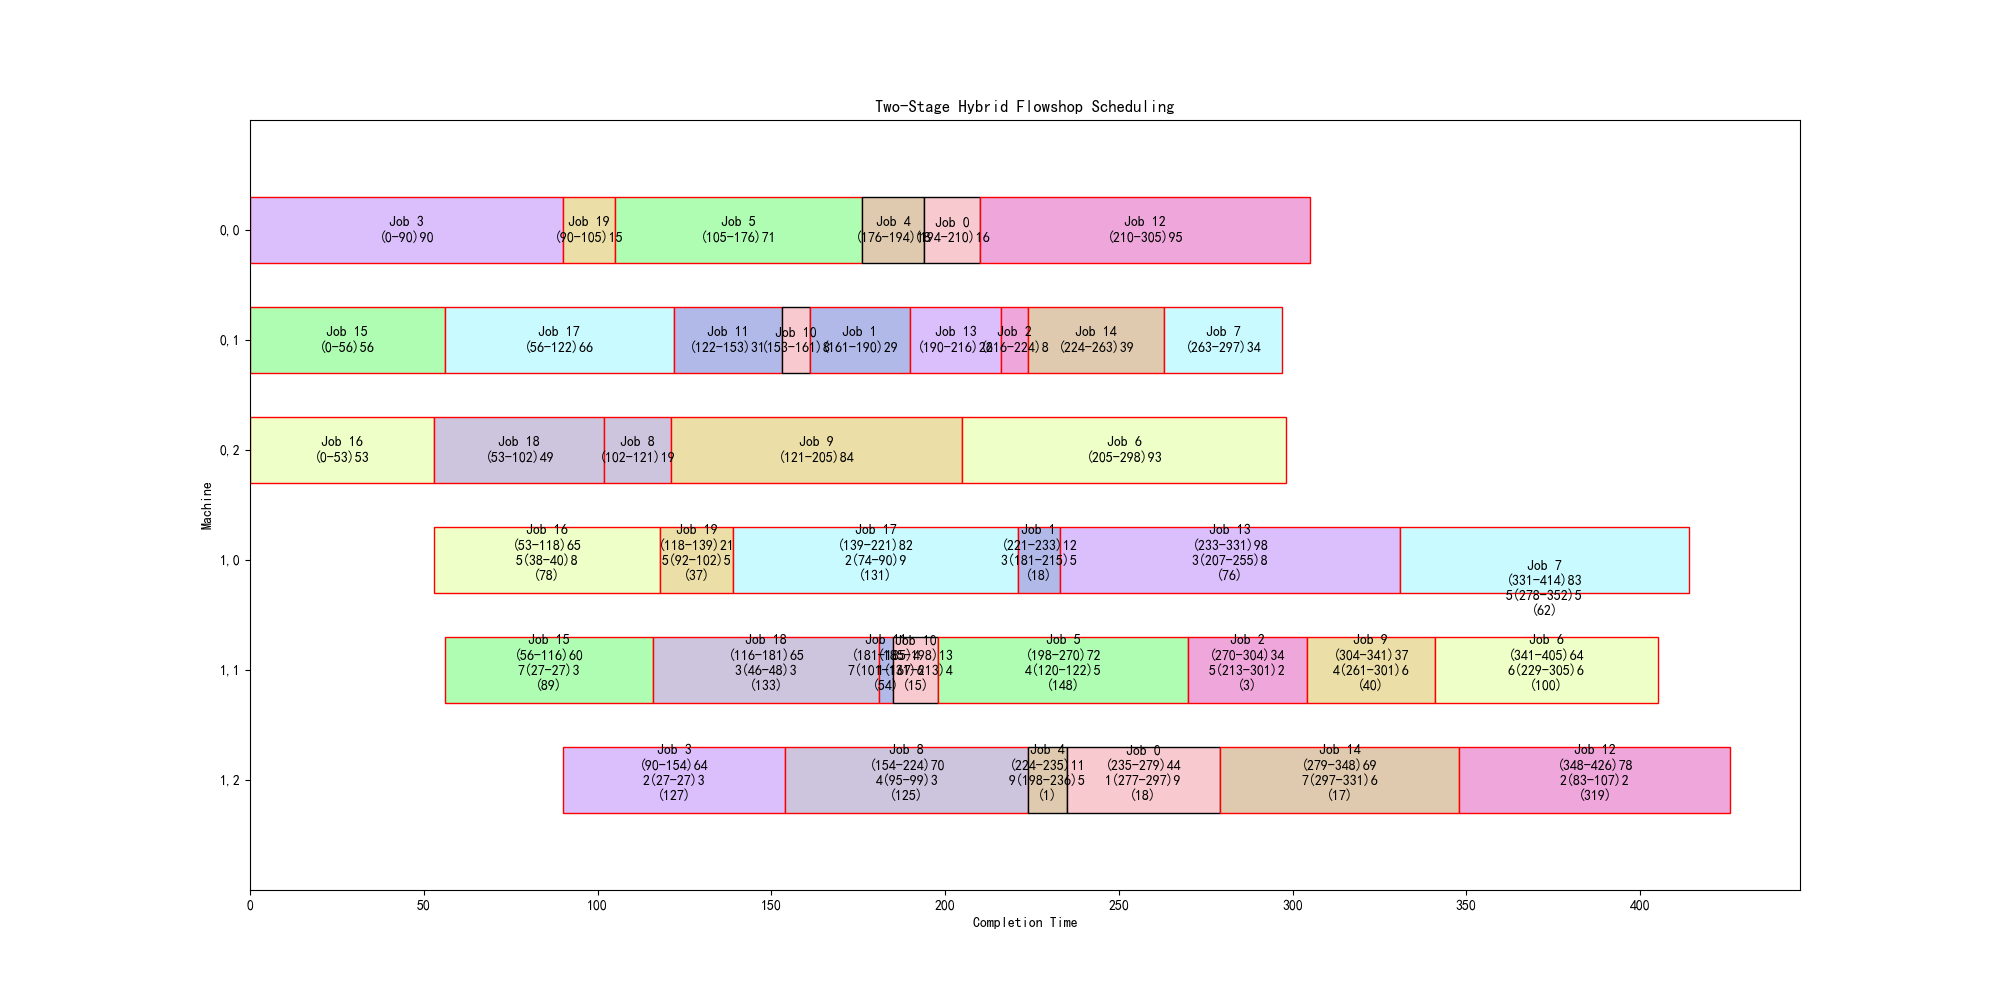 Two-Stage Hybrid Flowshop Scheduling
Machine
0,0
Job 3
(0-90)90
Job 19
(90-105)15
Job 5
(105-176)71
Job 4
(176-194)18
Job 0
(194-210)16
Job 12
(210-305)95
0,1
Job 15
(0-56)56
Job 17
(56-122)66
Job 11
(122-153)31
Job 10
(153-161)8
Job 1
(161-190)29
Job 13
(190-216)26
Job 2
(216-224)8
Job 14
(224-263)39
Job 7
(263-297)34
0,2
Job 16
(0-53)53
Job 18
(53-102)49
Job 8
(102-121)19
Job 9
(121-205)84
Job 6
(205-298)93
1,0
Job 16
(53-118)65
5(38-40)8
(78)
Job 19
(118-139)21
5(92-102)5
(37)
Job 17
(139-221)82
2(74-90)9
(131)
Job 1
(221-233)12
3(181-215)5
(18)
Job 13
(233-331)98
3(207-255)8
(76)
Job 7
(331-414)83
5(278-352)5
(62)
1,1
Job 15
(56-116)60
7(27-27)3
(89)
Job 18
(116-181)65
3(46-48)3
(133)
Job 11
(181-185)4
(54)
Job 10
(185-198)13
(15)
Job 5
(198-270)72
4(120-122)5
(148)
Job 2
(270-304)34
5(213-301)2
(3)
Job 9
(304-341)37
4(261-301)6
(40)
Job 6
(341-405)64
6(229-305)6
(100)
1,2
Job 3
(90-154)64
2(27-27)3
(127)
Job 8
(154-224)70
4(95-99)3
(125)
Job 4
(224-235)11
9(198-236)5
(1)
Job 0
(235-279)44
1(277-297)9
(18)
Job 14
(279-348)69
7(297-331)6
(17)
Job 12
(348-426)78
2(83-107)2
(319)
0
50
100
150
200
250
300
350
400
Completion Time